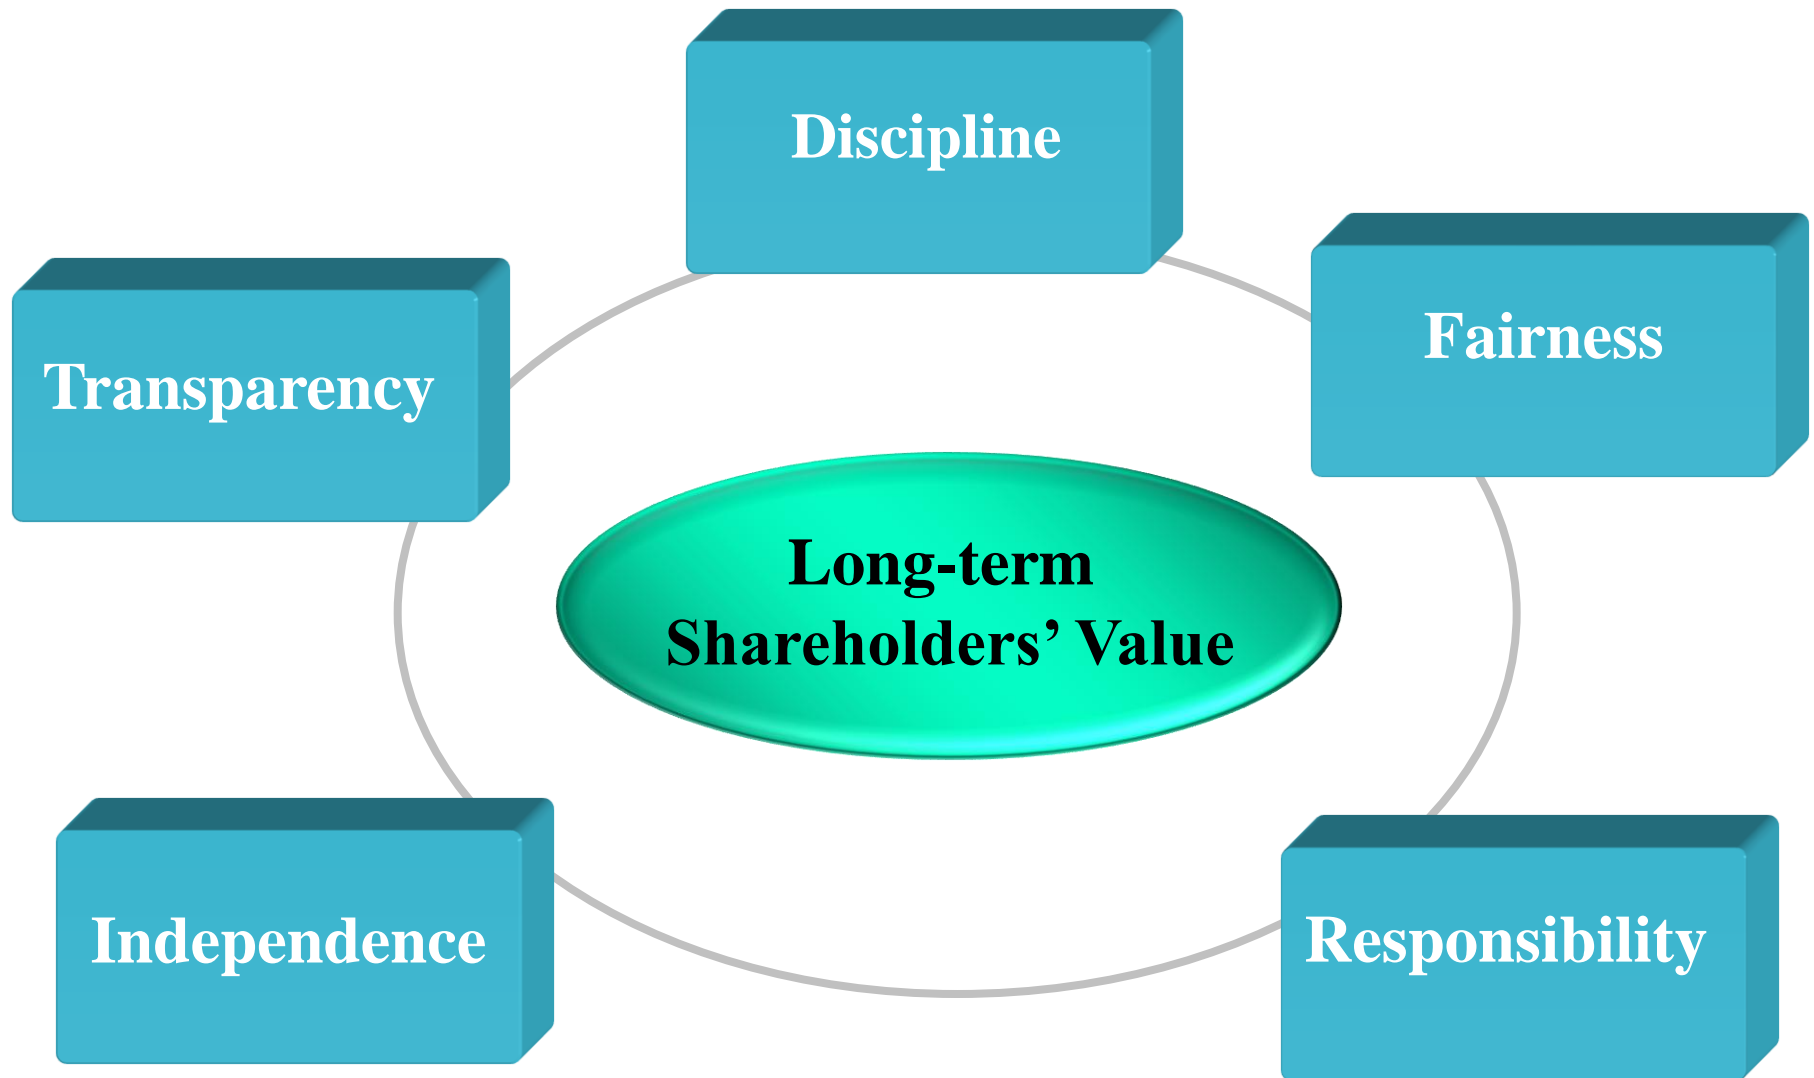 Discipline
Fairness
Transparency
Long-term
Shareholders’ Value
Independence
Responsibility